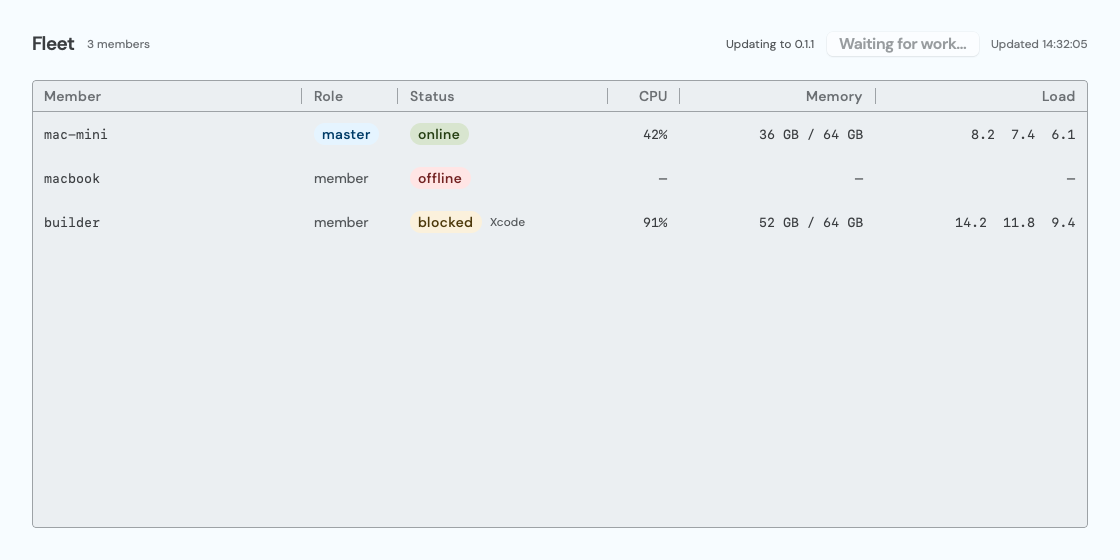 Fleet 3 members Updating to 0.1.1 Waiting for work... Updated 14:32:05
Member Role Status CPU Memory Load
mac-mini master online 42% 36 GB / 64 GB 8.2 7.4 6.1
macbook member offline — — —
builder member blocked Xcode 91% 52 GB / 64 GB 14.2 11.8 9.4